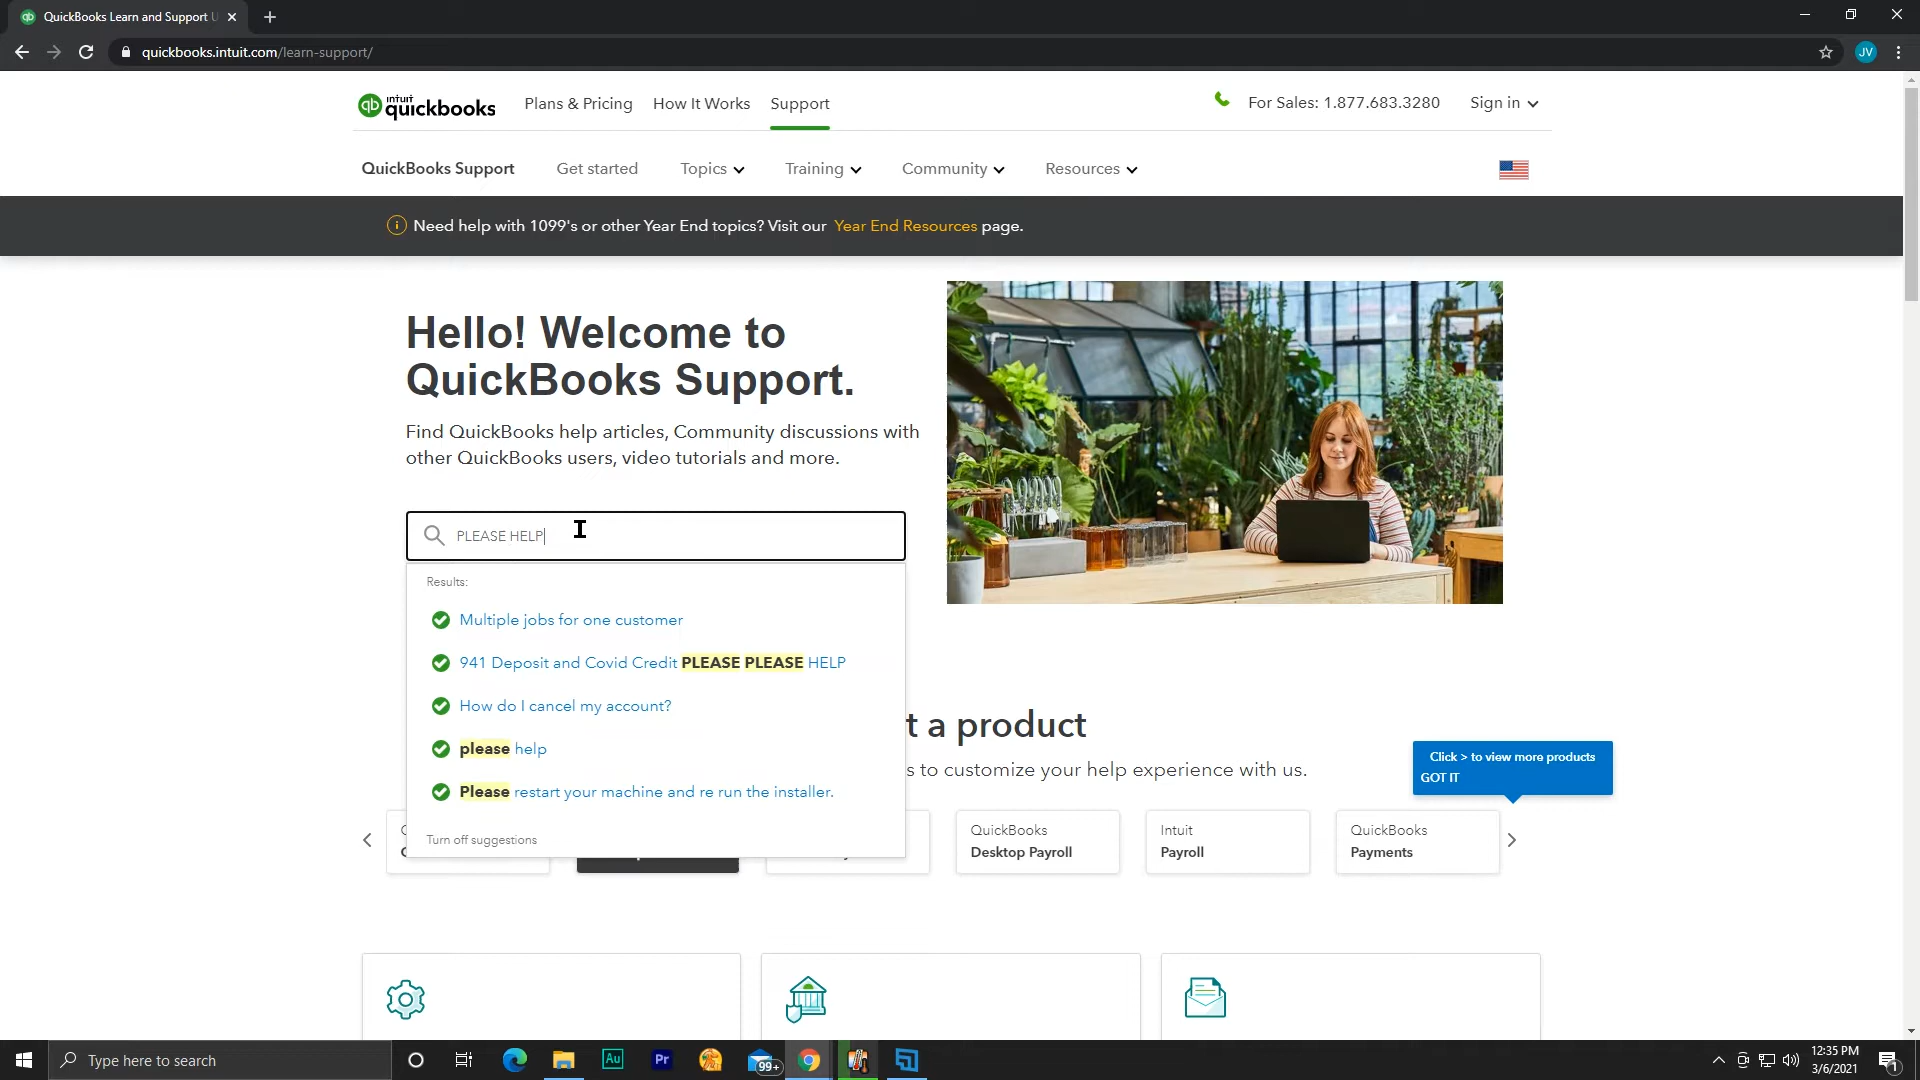 QuickBooks Learn and Support U
quickbooks.intuit.com/learn-support/
JV
qb intuit quickbooks
Plans & Pricing
How It Works
Support
For Sales: 1.877.683.3280
Sign in
QuickBooks Support
Get started
Topics
Training
Community
Resources
Need help with 1099's or other Year End topics? Visit our Year End Resources page.
Hello! Welcome to
QuickBooks Support.
Find QuickBooks help articles, Community discussions with
other QuickBooks users, video tutorials and more.
PLEASE HELP
Results:
Multiple jobs for one customer
941 Deposit and Covid Credit PLEASE PLEASE HELP
How do I cancel my account?
please help
Please restart your machine and re run the installer.
Turn off suggestions
t a product
s to customize your help experience with us.
Click > to view more products
GOT IT
QuickBooks
Desktop Payroll
Intuit
Payroll
QuickBooks
Payments
Type here to search
Au
Pr
99+
12:35 PM
3/6/2021
1